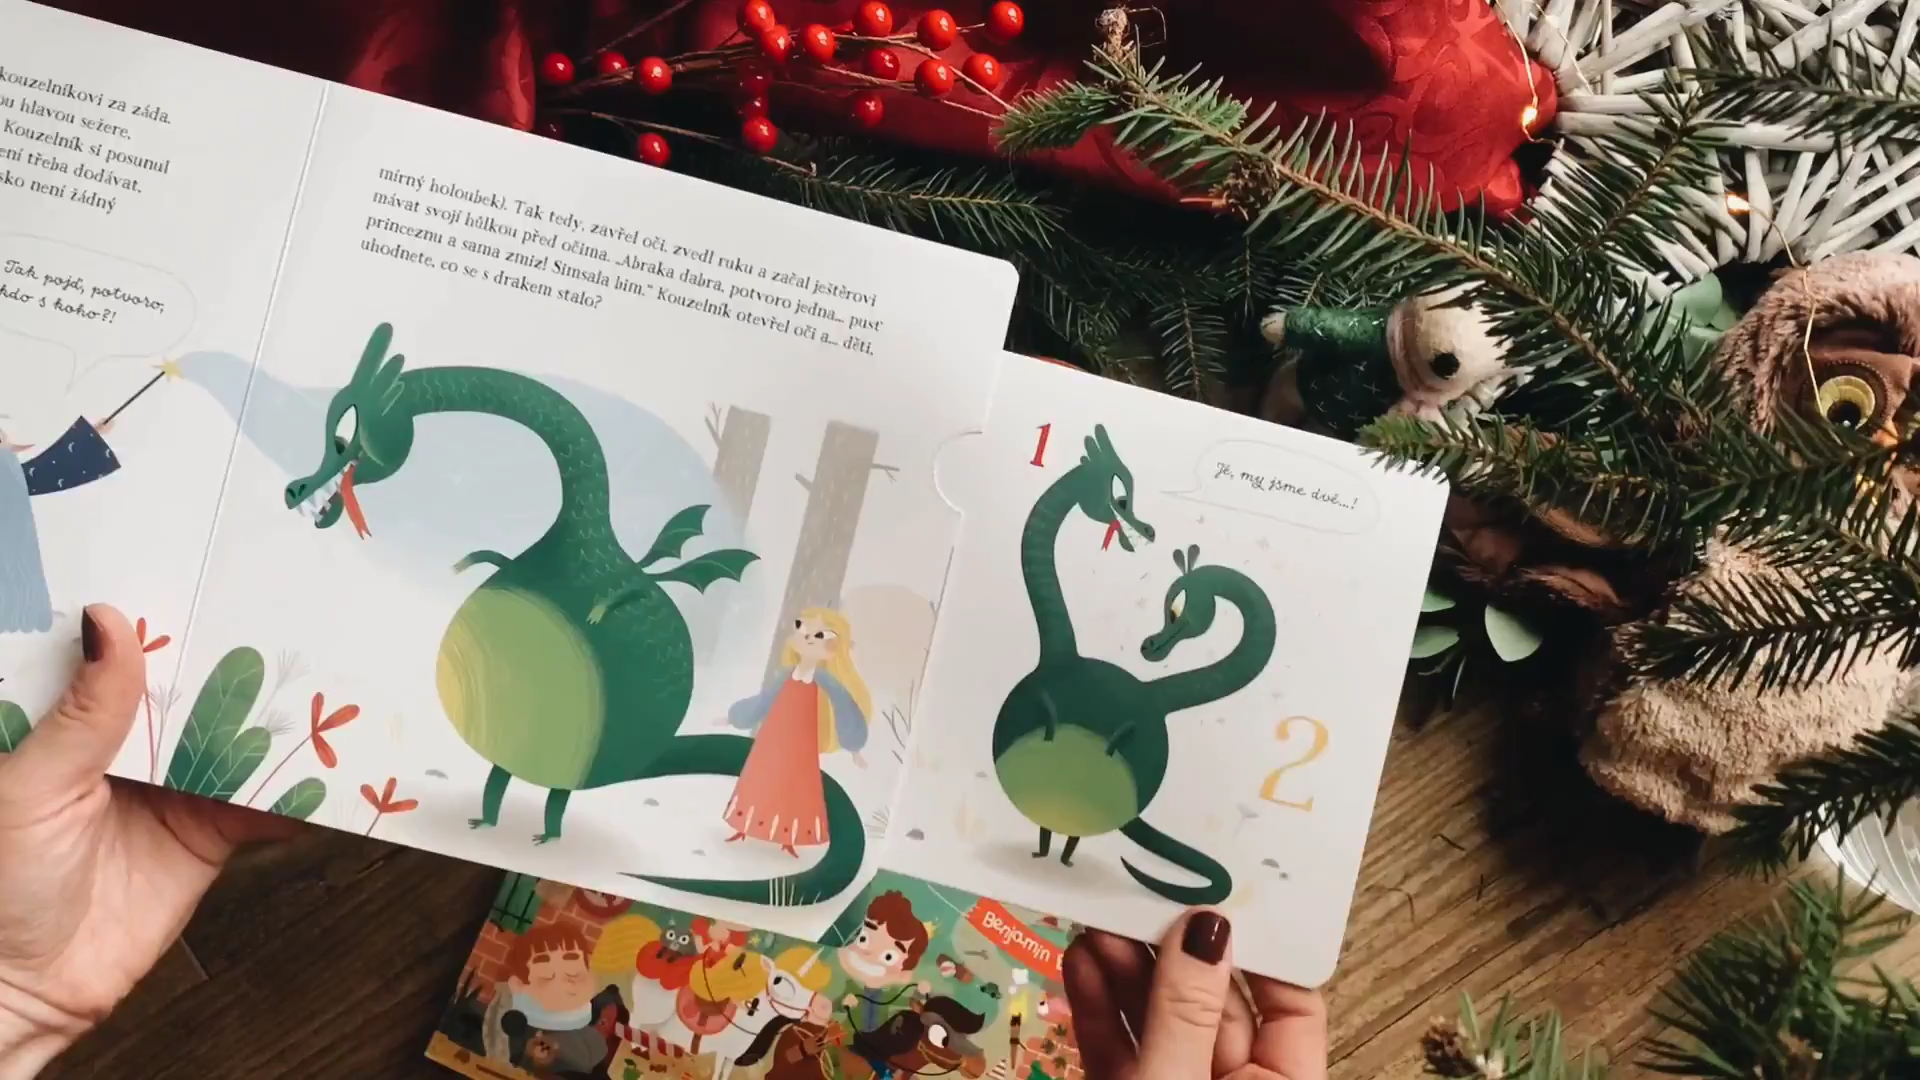 kouzelníkovi za záda.
hlavou sežere.
Kouzelník si posunul
třeba dodávat,
není žádný
Tak pojď, potvoro,
kdo s koho?!
mírný holoubek). Tak tedy, zavřel oči, zvedl ruku a začal ještěrovi
mávat svojí hůlkou před očima. „Abraka dabra, potvoro jedna... pusť
princeznu a sama zmiz! Simsala bim.“ Kouzelník otevřel oči a... děti,
uhodnete, co se s drakem stalo?
1
Jé, my jsme dvě...!
2
Benjamin